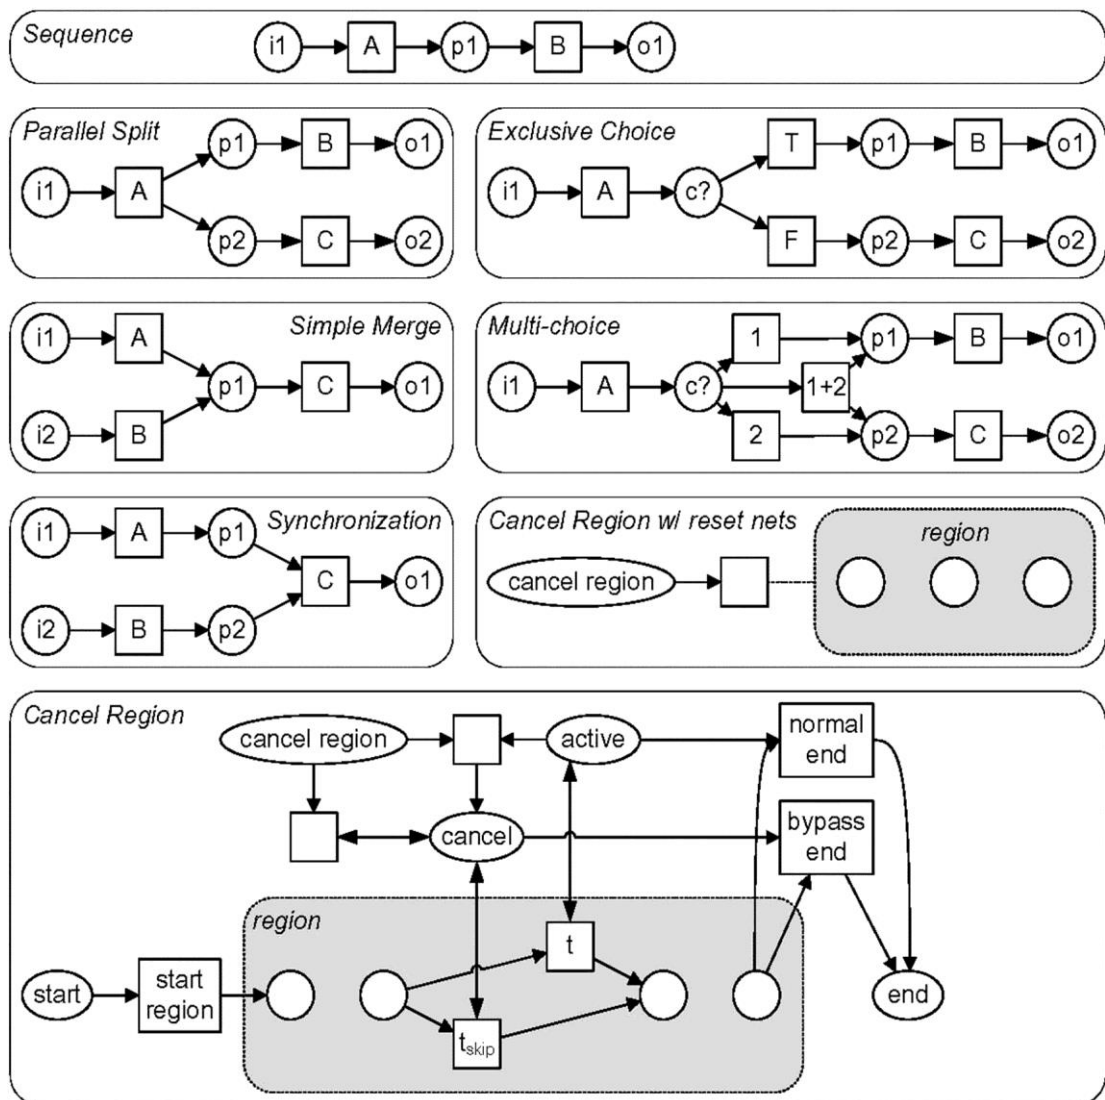 Sequence
i1 A p1 B o1
Parallel Split
p1 B o1
i1 A
p2 C o2
Exclusive Choice
T p1 B o1
i1 A c?
F p2 C o2
Simple Merge
i1 A
p1 C o1
i2 B
Multi-choice
1 p1 B o1
i1 A c? 1+2
2 p2 C o2
Synchronization
i1 A p1
C o1
i2 B p2
Cancel Region w/ reset nets
region
cancel region
Cancel Region
cancel region active normal
end
cancel bypass
end
region
t
start start
region
end
tskip